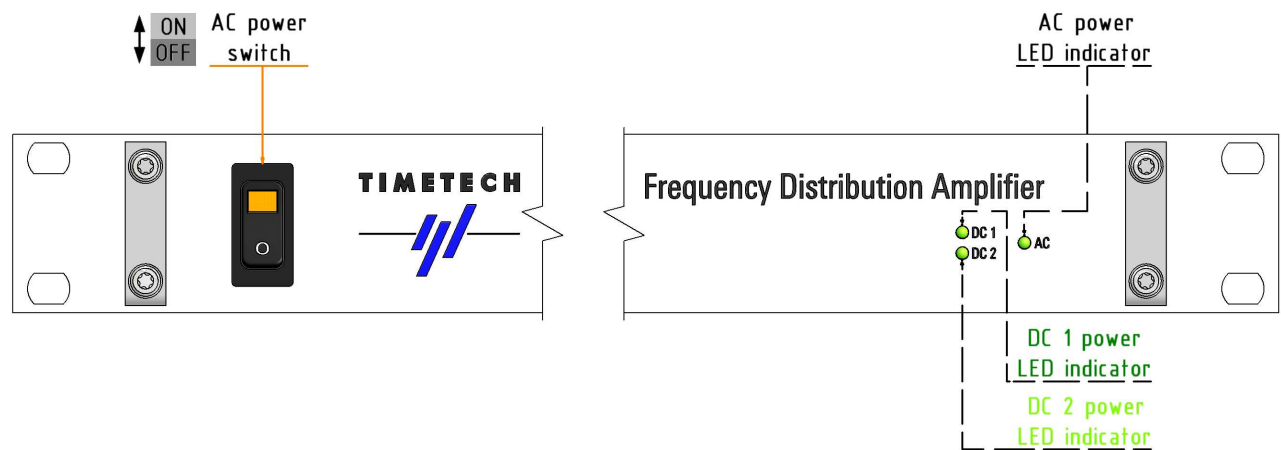 ON
OFF
AC power
switch
AC power
LED indicator
TIMETECH
Frequency Distribution Amplifier
DC 1
DC 2
AC
DC 1 power
LED indicator
DC 2 power
LED indicator